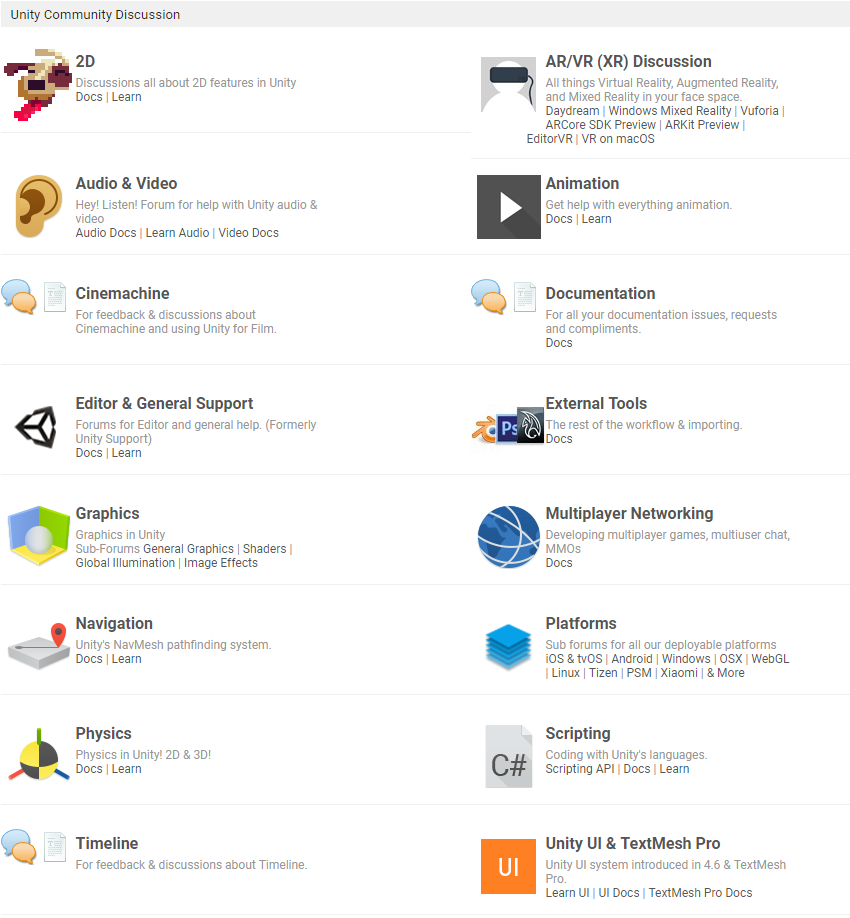 Unity Community Discussion
2D
Discussions all about 2D features in Unity
Docs | Learn
AR/VR (XR) Discussion
All things Virtual Reality, Augmented Reality,
and Mixed Reality in your face space.
Daydream | Windows Mixed Reality | Vuforia |
ARCore SDK Preview | ARKit Preview |
EditorVR | VR on macOS
Audio & Video
Hey! Listen! Forum for help with Unity audio &
video
Audio Docs | Learn Audio | Video Docs
Animation
Get help with everything animation.
Docs | Learn
Cinemachine
For feedback & discussions about
Cinemachine and using Unity for Film.
Documentation
For all your documentation issues, requests
and compliments.
Docs
Editor & General Support
Forums for Editor and general help. (Formerly
Unity Support)
Docs | Learn
Ps
External Tools
The rest of the workflow & importing.
Docs
Graphics
Graphics in Unity
Sub-Forums General Graphics | Shaders |
Global Illumination | Image Effects
Multiplayer Networking
Developing multiplayer games, multiuser chat,
MMOs
Docs
Navigation
Unity's NavMesh pathfinding system.
Docs | Learn
Platforms
Sub forums for all our deployable platforms
iOS & tvOS | Android | Windows | OSX | WebGL
| Linux | Tizen | PSM | Xiaomi | & More
Physics
Physics in Unity! 2D & 3D!
Docs | Learn
C#
Scripting
Coding with Unity's languages.
Scripting API | Docs | Learn
Timeline
For feedback & discussions about Timeline.
UI
Unity UI & TextMesh Pro
Unity UI system introduced in 4.6 & TextMesh
Pro.
Learn UI | UI Docs | TextMesh Pro Docs